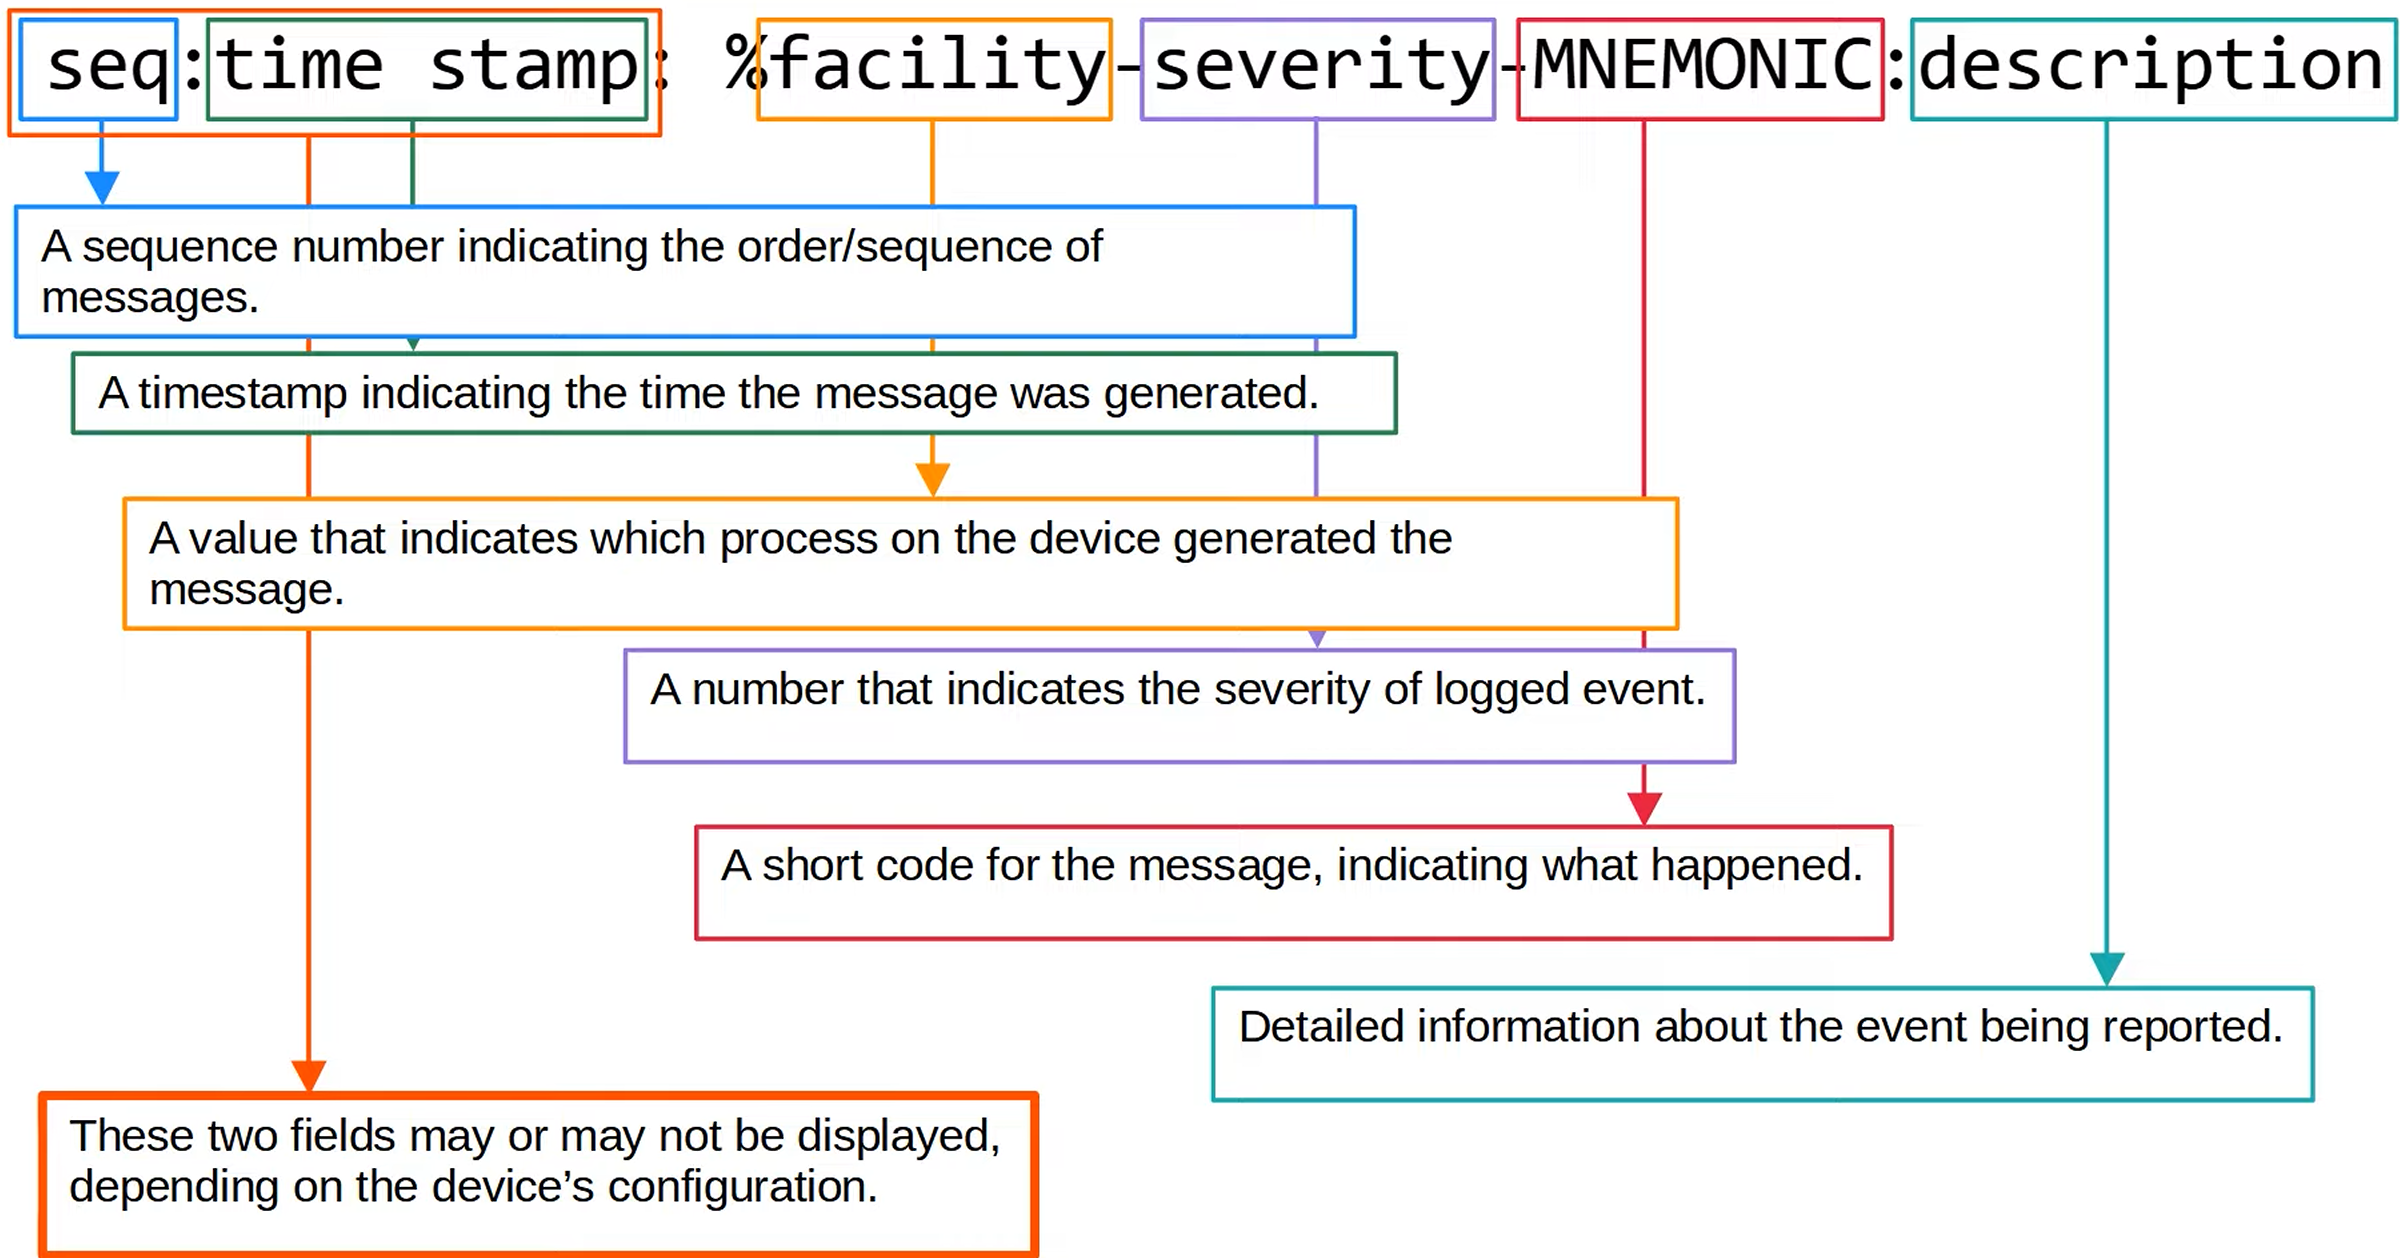 seq:time stamp: %facility-severity-MNEMONIC:description
A sequence number indicating the order/sequence of
messages.
A timestamp indicating the time the message was generated.
A value that indicates which process on the device generated the
message.
A number that indicates the severity of logged event.
A short code for the message, indicating what happened.
Detailed information about the event being reported.
These two fields may or may not be displayed,
depending on the device’s configuration.